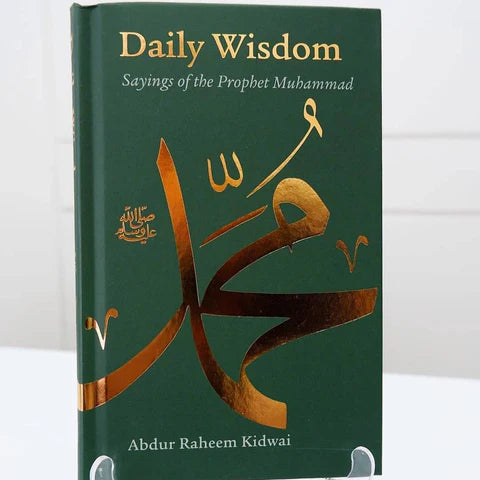 Daily Wisdom
Sayings of the Prophet Muhammad
محمد
صلى الله
عليه وسلم
Abdur Raheem Kidwai